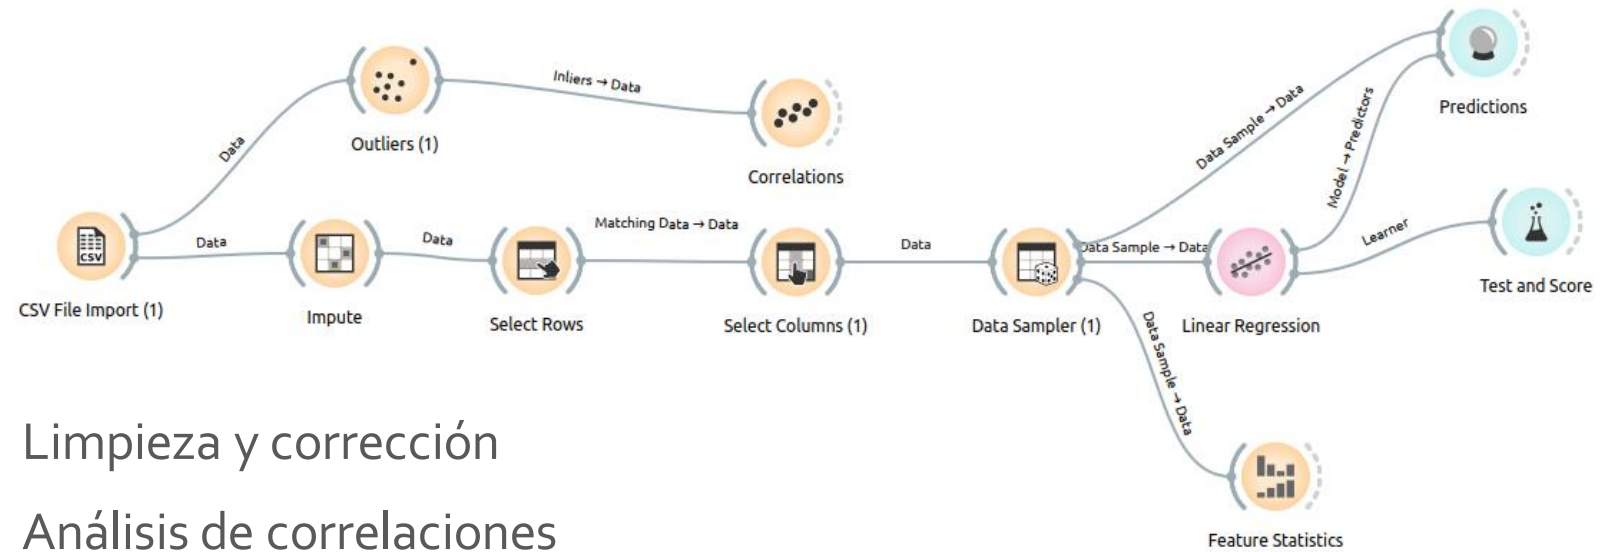 Outliers (1)
Inliers → Data
Correlations
Data
CSV
CSV File Import (1)
Data
Impute
Data
Select Rows
Matching Data → Data
Select Columns (1)
Data
Data Sampler (1)
Data Sample → Data
Predictions
Model → Predictors
Data Sample → Data
Linear Regression
Learner
Test and Score
Data Sample → Data
Feature Statistics
Limpieza y corrección
Análisis de correlaciones